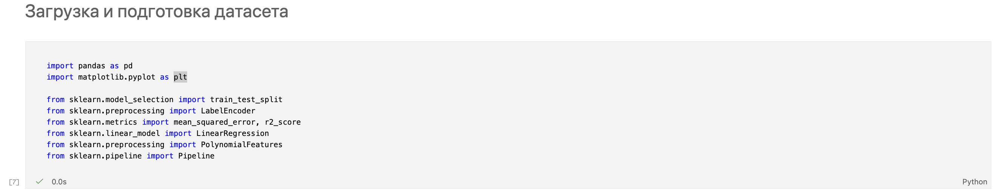 Загрузка и подготовка датасета
import pandas as pd
import matplotlib.pyplot as plt
from sklearn.model_selection import train_test_split
from sklearn.preprocessing import LabelEncoder
from sklearn.metrics import mean_squared_error, r2_score
from sklearn.linear_model import LinearRegression
from sklearn.preprocessing import PolynomialFeatures
from sklearn.pipeline import Pipeline
[7] 0.0s Python